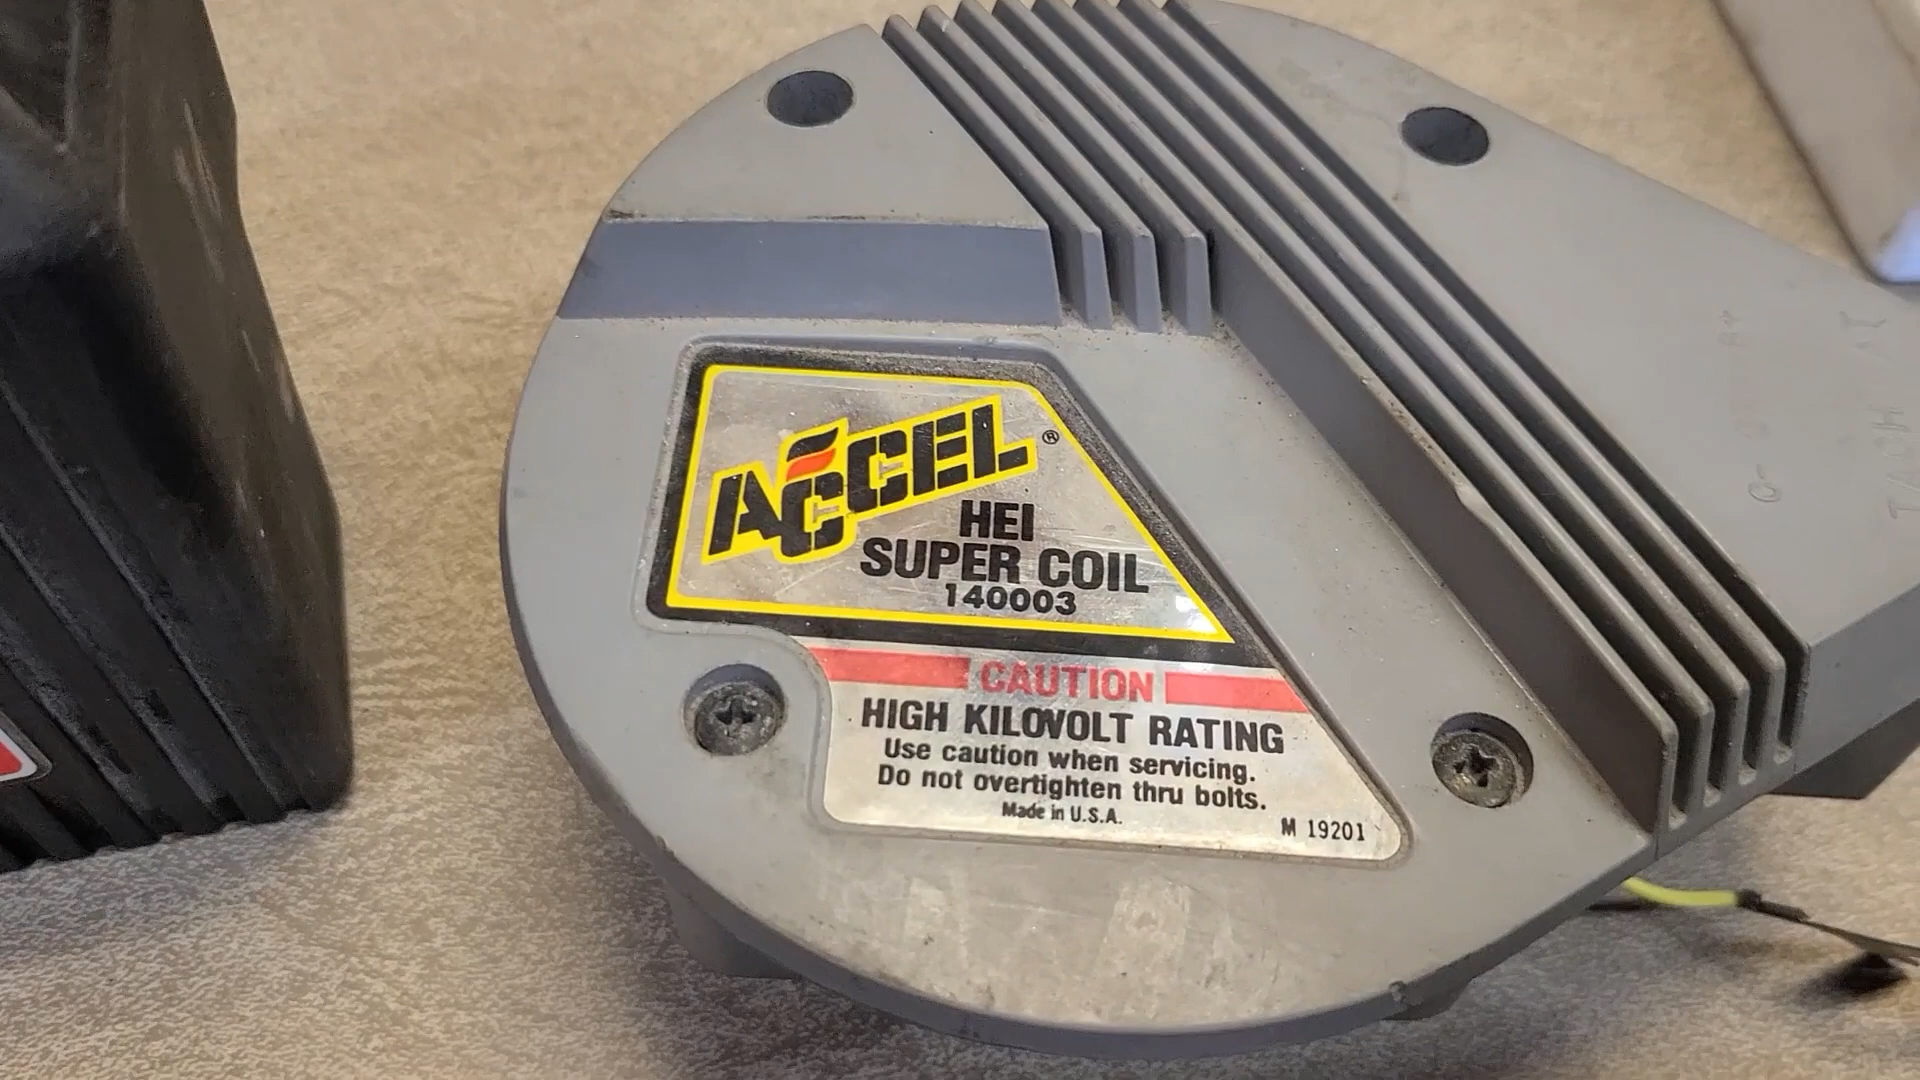 ACCEL®
HEI
SUPER COIL
140003
CAUTION
HIGH KILOVOLT RATING
Use caution when servicing.
Do not overtighten thru bolts.
Made in U.S.A.
M 19201
C-
TACH